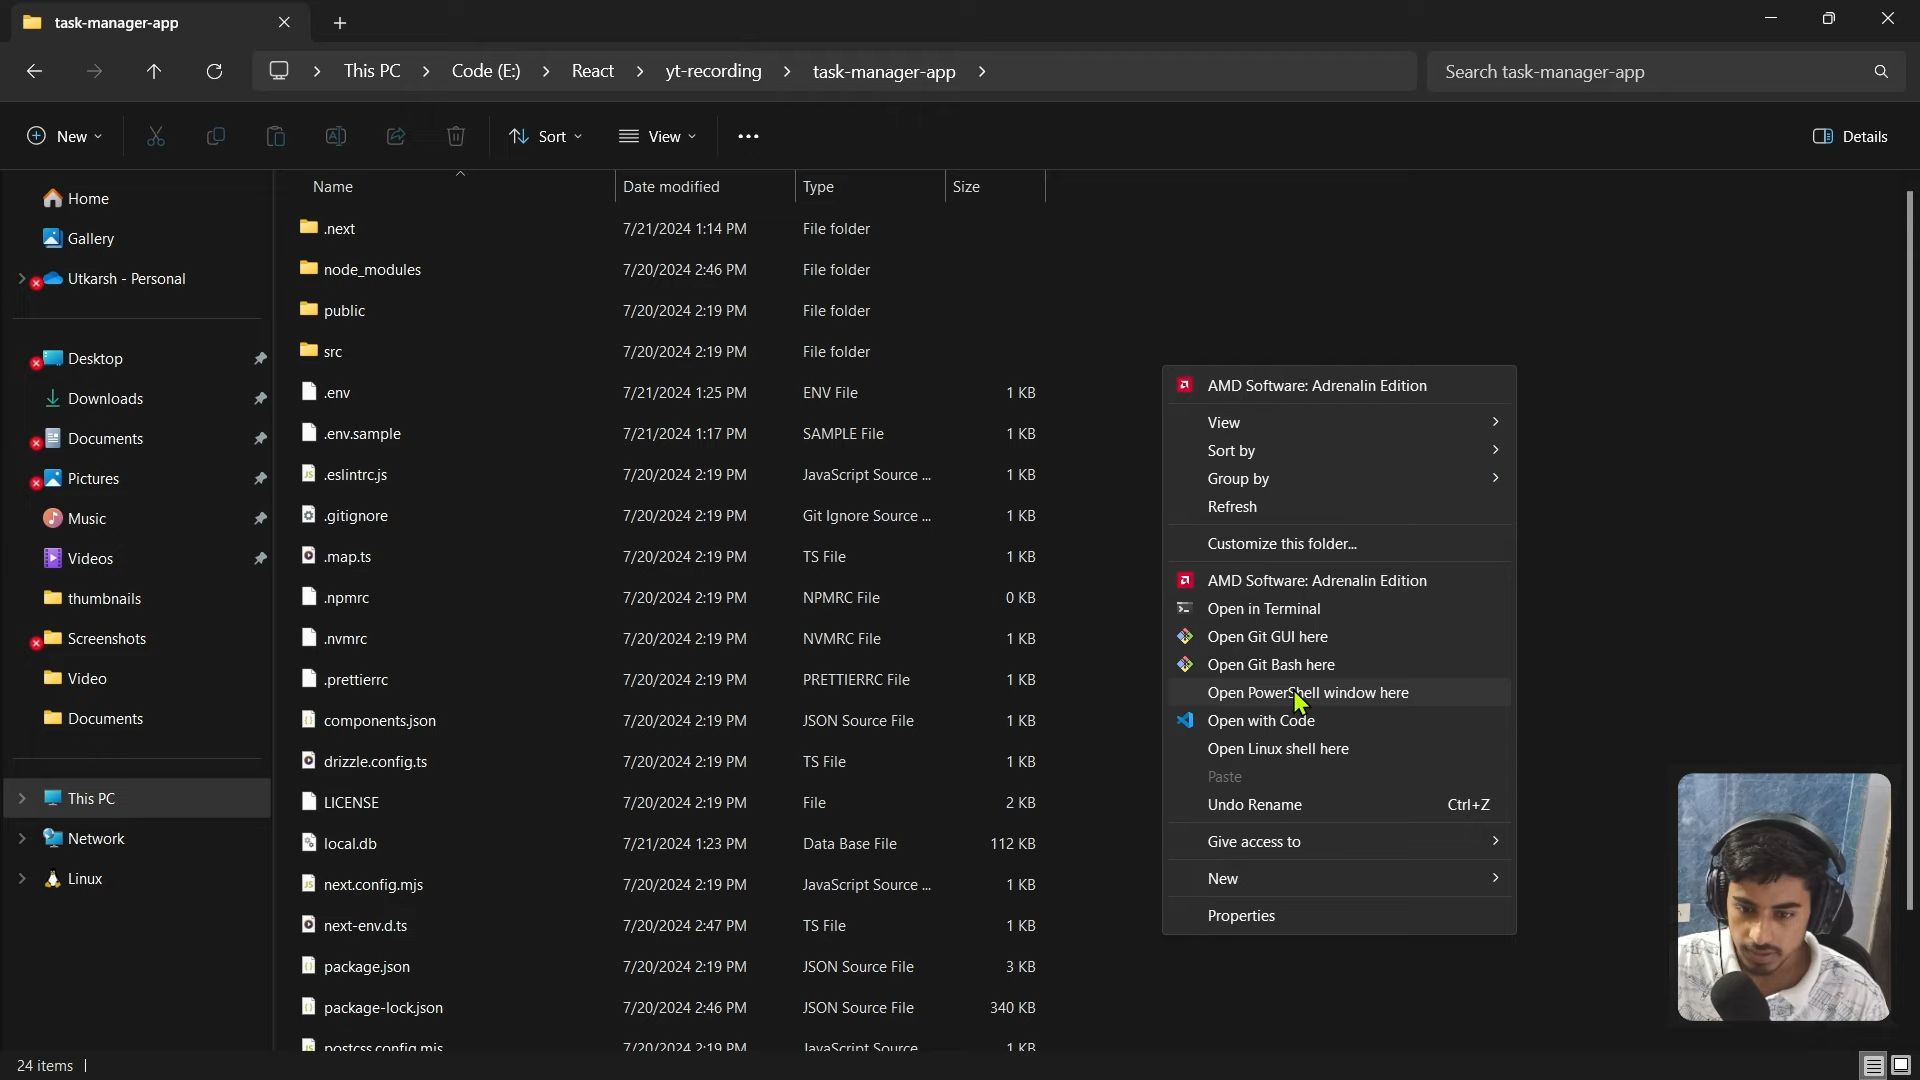 task-manager-app
This PC
Code (E:)
React
yt-recording
task-manager-app
Search task-manager-app
New
Sort
View
Details
Name
Date modified
Type
Size
Home
Gallery
Utkarsh - Personal
Desktop
Downloads
Documents
Pictures
Music
Videos
thumbnails
Screenshots
Video
Documents
This PC
Network
Linux
.next 7/21/2024 1:14 PM File folder
node_modules 7/20/2024 2:46 PM File folder
public 7/20/2024 2:19 PM File folder
src 7/20/2024 2:19 PM File folder
.env 7/21/2024 1:25 PM ENV File 1 KB
.env.sample 7/21/2024 1:17 PM SAMPLE File 1 KB
.eslintrc.js 7/20/2024 2:19 PM JavaScript Source ... 1 KB
.gitignore 7/20/2024 2:19 PM Git Ignore Source ... 1 KB
.map.ts 7/20/2024 2:19 PM TS File 1 KB
.npmrc 7/20/2024 2:19 PM NPMRC File 0 KB
.nvmrc 7/20/2024 2:19 PM NVMRC File 1 KB
.prettierrc 7/20/2024 2:19 PM PRETTIERRC File 1 KB
components.json 7/20/2024 2:19 PM JSON Source File 1 KB
drizzle.config.ts 7/20/2024 2:19 PM TS File 1 KB
LICENSE 7/20/2024 2:19 PM File 2 KB
local.db 7/21/2024 1:23 PM Data Base File 112 KB
next.config.mjs 7/20/2024 2:19 PM JavaScript Source ... 1 KB
next-env.d.ts 7/20/2024 2:47 PM TS File 1 KB
package.json 7/20/2024 2:19 PM JSON Source File 3 KB
package-lock.json 7/20/2024 2:46 PM JSON Source File 340 KB
postcss.config.mjs 7/20/2024 2:19 PM JavaScript Source ... 1 KB
AMD Software: Adrenalin Edition
View
Sort by
Group by
Refresh
Customize this folder...
AMD Software: Adrenalin Edition
Open in Terminal
Open Git GUI here
Open Git Bash here
Open PowerShell window here
Open with Code
Open Linux shell here
Paste
Undo Rename Ctrl+Z
Give access to
New
Properties
24 items